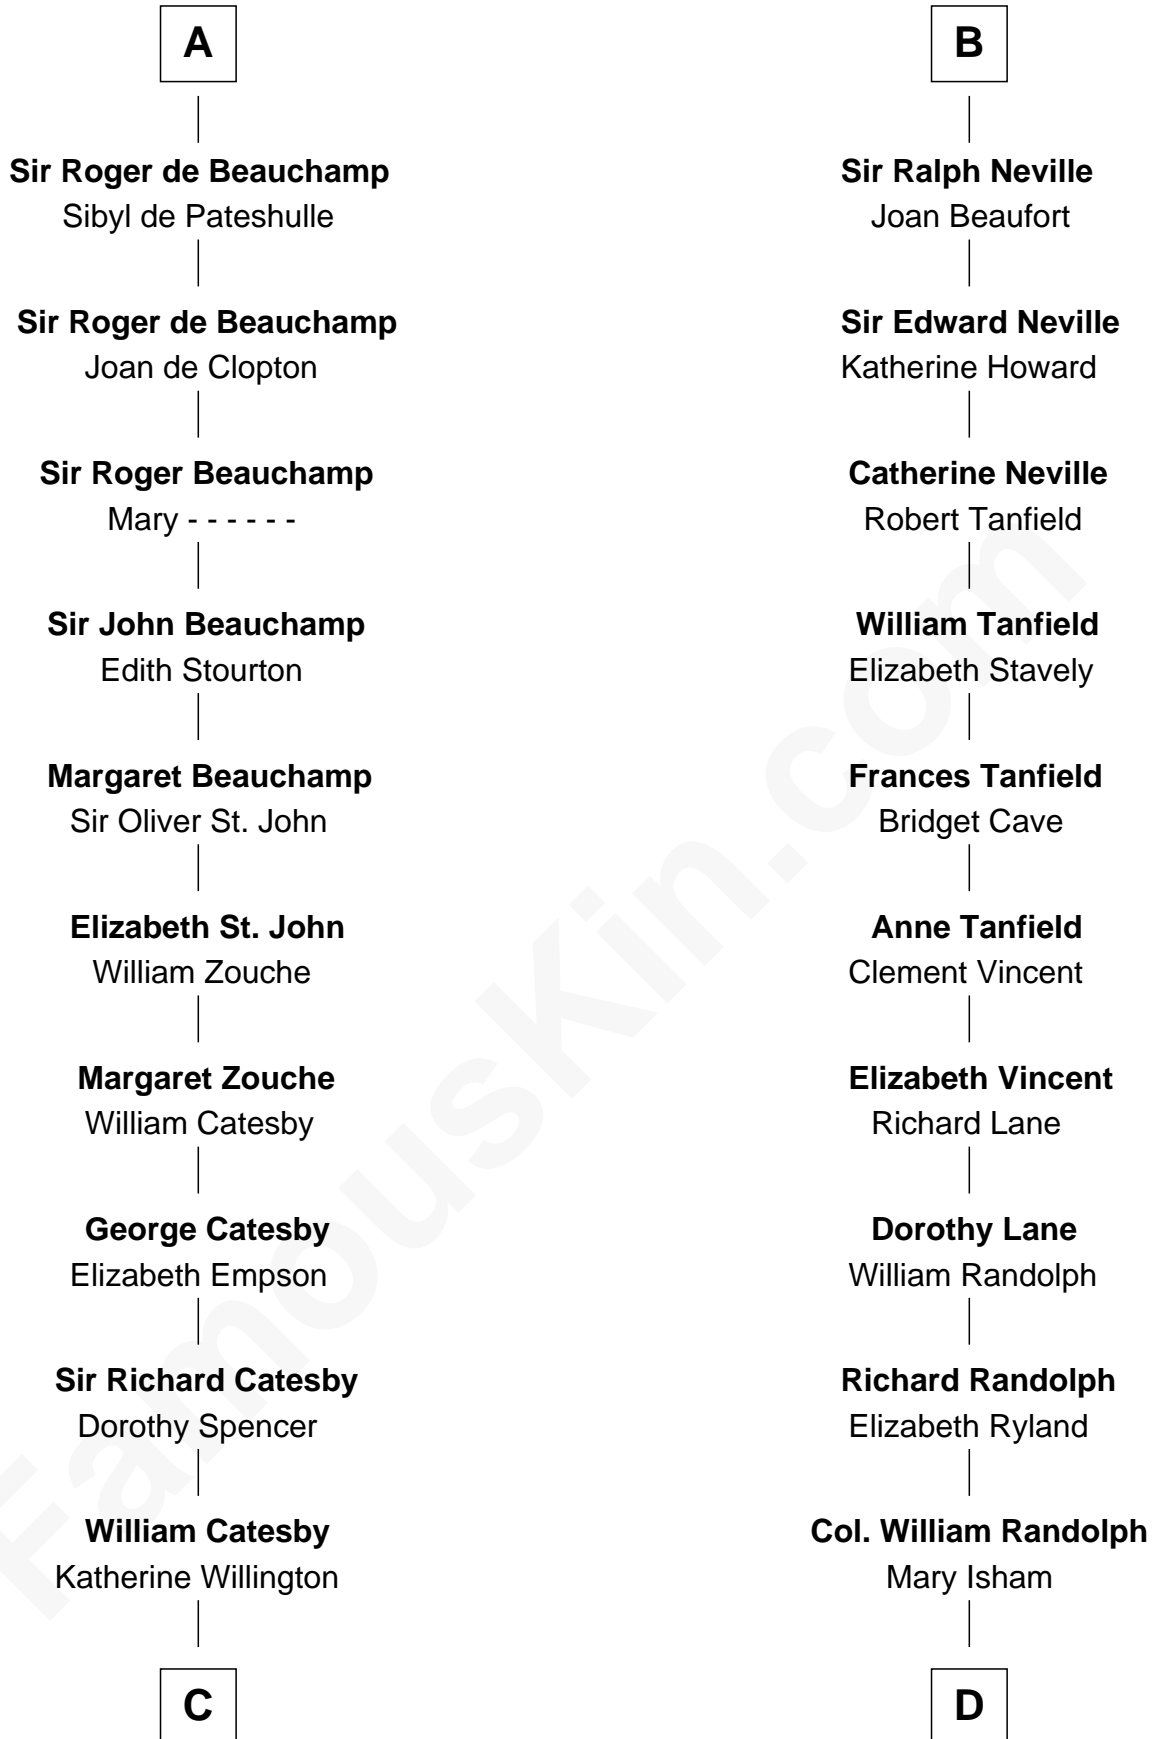 A
Sir Roger de Beauchamp
Sibyl de Pateshulle
Sir Roger de Beauchamp
Joan de Clopton
Sir Roger Beauchamp
Mary - - - - - -
Sir John Beauchamp
Edith Stourton
Margaret Beauchamp
Sir Oliver St. John
Elizabeth St. John
William Zouche
Margaret Zouche
William Catesby
George Catesby
Elizabeth Empson
Sir Richard Catesby
Dorothy Spencer
William Catesby
Katherine Willington
C
B
Sir Ralph Neville
Joan Beaufort
Sir Edward Neville
Katherine Howard
Catherine Neville
Robert Tanfield
William Tanfield
Elizabeth Stavely
Frances Tanfield
Bridget Cave
Anne Tanfield
Clement Vincent
Elizabeth Vincent
Richard Lane
Dorothy Lane
William Randolph
Richard Randolph
Elizabeth Ryland
Col. William Randolph
Mary Isham
D
FamousKin.com